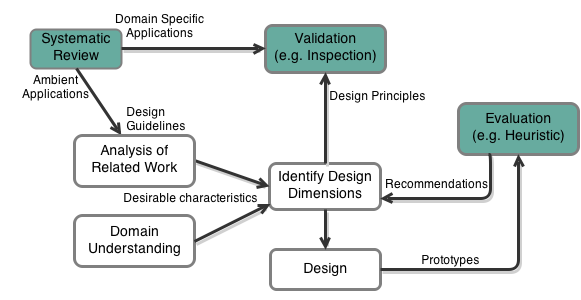 Domain Specific
Applications
Systematic
Review
Validation
(e.g. Inspection)
Ambient
Applications
Design
Guidelines
Design Principles
Evaluation
(e.g. Heuristic)
Analysis of
Related Work
Identify Design
Dimensions
Recommendations
Desirable characteristics
Domain
Understanding
Design
Prototypes